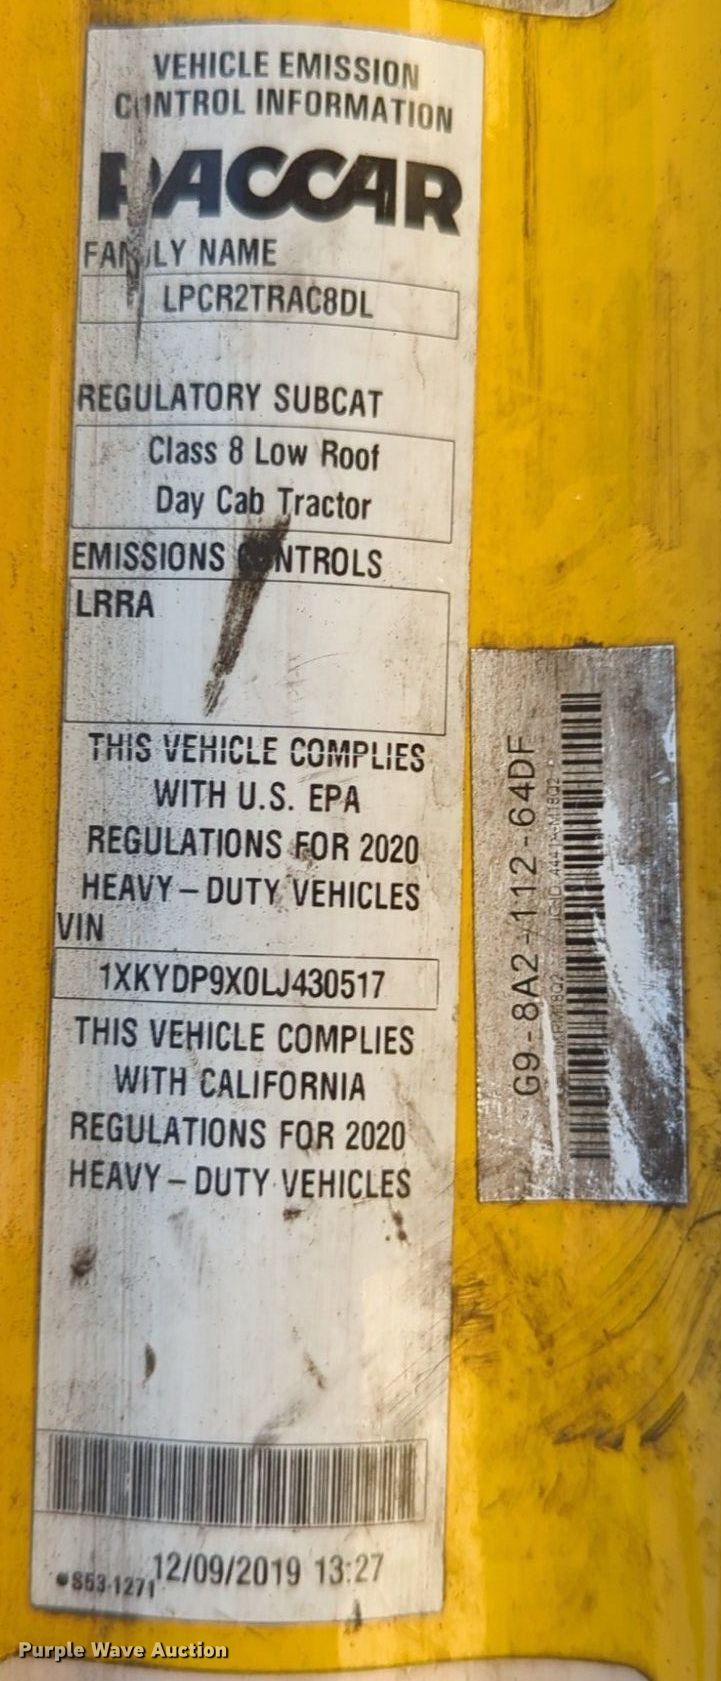 VEHICLE EMISSION
CONTROL INFORMATION
PACCAR
FAMILY NAME
LPCR2TRAC8DL
REGULATORY SUBCAT
Class 8 Low Roof
Day Cab Tractor
EMISSIONS CONTROLS
LRRA
THIS VEHICLE COMPLIES
WITH U.S. EPA
REGULATIONS FOR 2020
HEAVY-DUTY VEHICLES
VIN
1XKYDP9X0LJ430517
THIS VEHICLE COMPLIES
WITH CALIFORNIA
REGULATIONS FOR 2020
HEAVY-DUTY VEHICLES
S53-1271 12/09/2019 13:27
G9-8A2-112-64DF
Purple Wave Auction